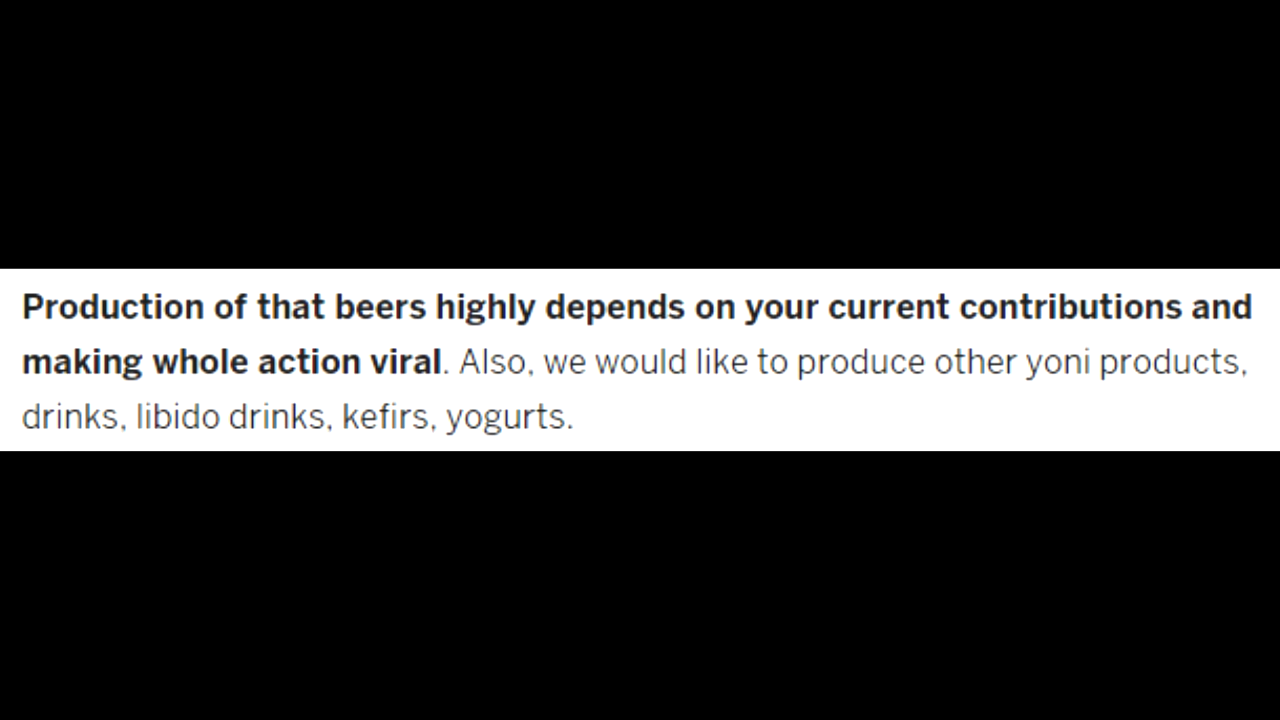 Production of that beers highly depends on your current contributions and
making whole action viral. Also, we would like to produce other yoni products,
drinks, libido drinks, kefirs, yogurts.